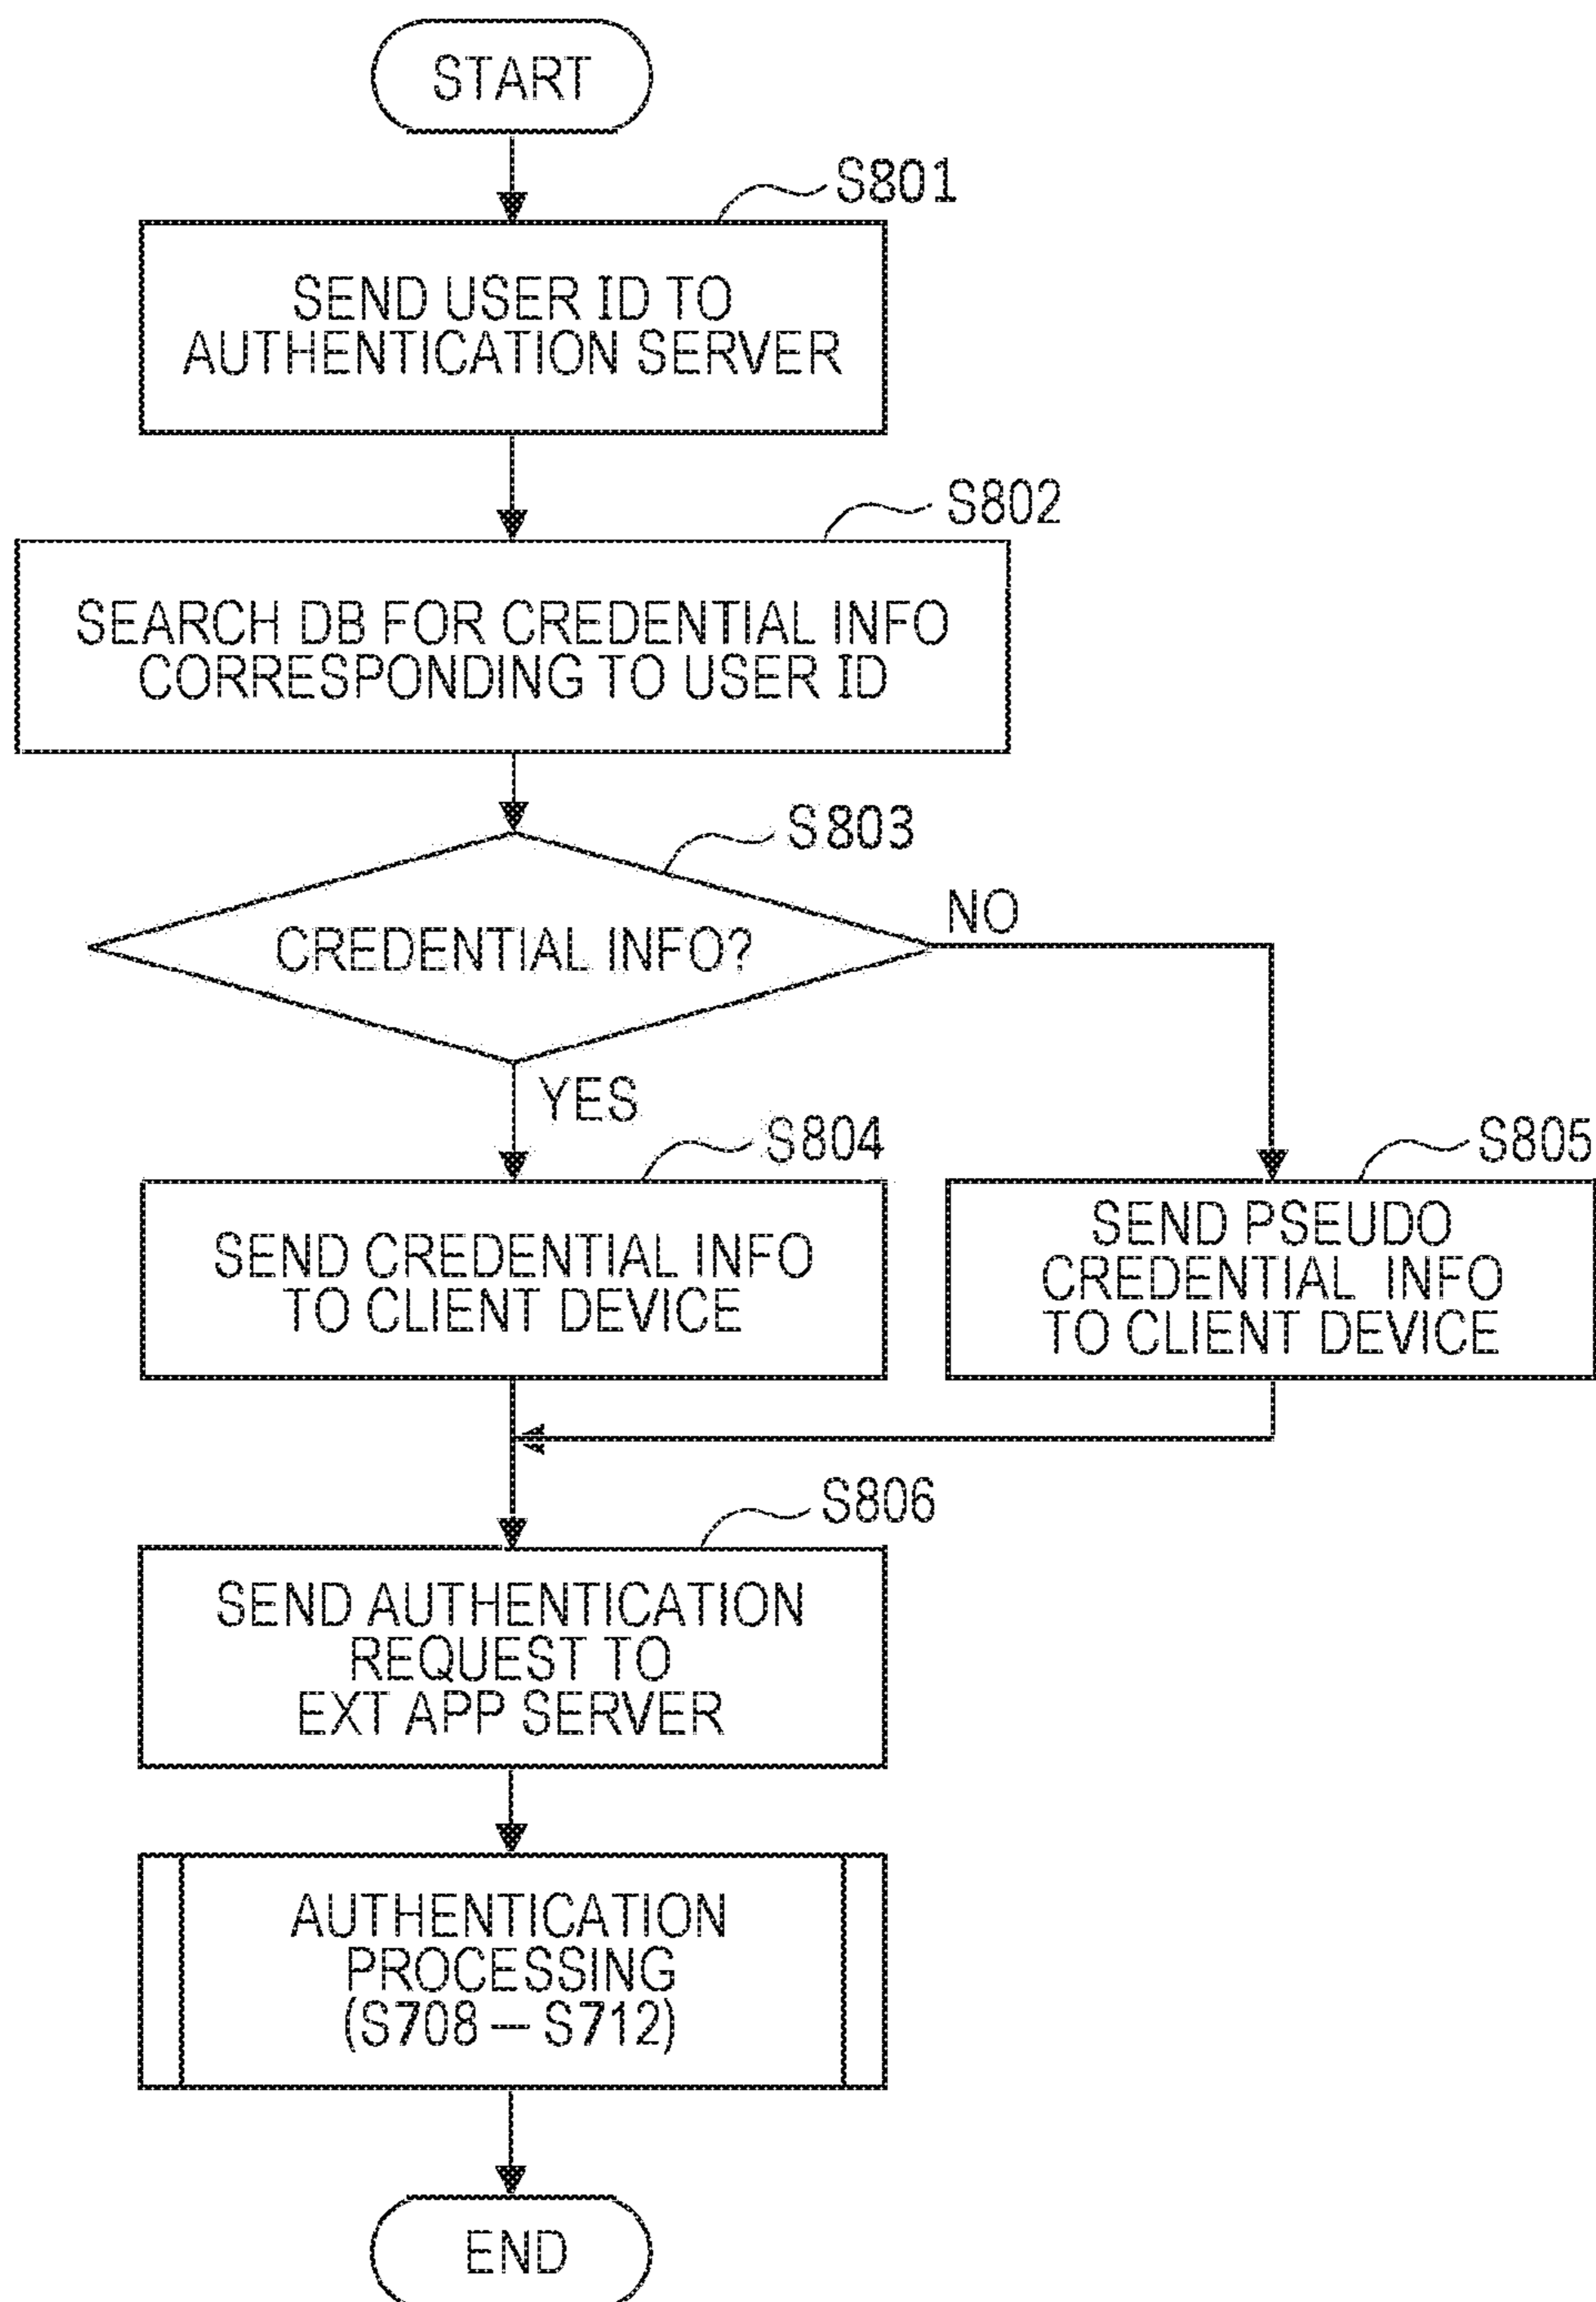 START
S801
SEND USER ID TO
AUTHENTICATION SERVER
S802
SEARCH DB FOR CREDENTIAL INFO
CORRESPONDING TO USER ID
S803
CREDENTIAL INFO?
NO
YES
S804
SEND CREDENTIAL INFO
TO CLIENT DEVICE
S805
SEND PSEUDO
CREDENTIAL INFO
TO CLIENT DEVICE
S806
SEND AUTHENTICATION
REQUEST TO
EXT APP SERVER
AUTHENTICATION
PROCESSING
(S708 — S712)
END